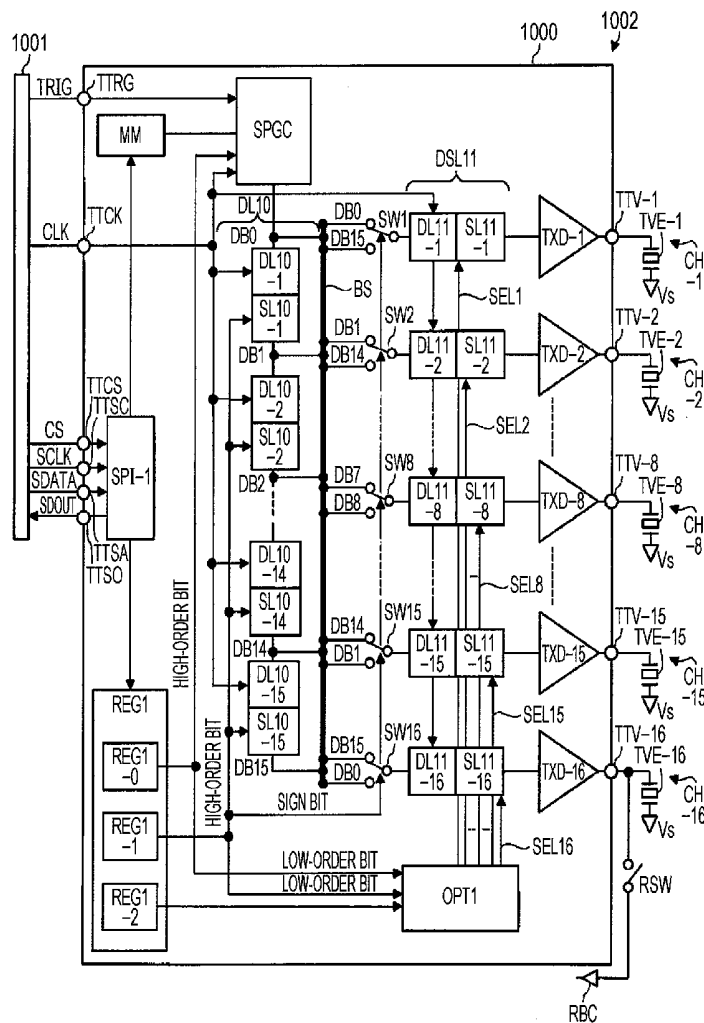 1001
1000
1002
TRIG
TTRG
MM
SPGC
CLK
TTCK
DL10
DB0
DL10
-1
SL10
-1
DB1
DL10
-2
SL10
-2
DB2
DL10
-14
SL10
-14
DB14
DL10
-15
SL10
-15
DB15
BS
DSL11
DB0
SW1
DB15
DL11
-1
SL11
-1
SEL1
TXD-1
TTV-1
TVE-1
CH
-1
Vs
DB1
SW2
DB14
DL11
-2
SL11
-2
SEL2
TXD-2
TTV-2
TVE-2
CH
-2
Vs
DB7
SW8
DB8
DL11
-8
SL11
-8
SEL8
TXD-8
TTV-8
TVE-8
CH
-8
Vs
DB14
SW15
DB1
DL11
-15
SL11
-15
SEL15
TXD-15
TTV-15
TVE-15
CH
-15
Vs
DB15
SW16
DB0
DL11
-16
SL11
-16
SEL16
TXD-16
TTV-16
TVE-16
CH
-16
Vs
CS
TTCS
TTSC
SCLK
SDATA
SDOUT
SPI-1
TTSA
TTSO
HIGH-ORDER BIT
HIGH-ORDER BIT
REG1
REG1
-0
REG1
-1
REG1
-2
SIGN BIT
LOW-ORDER BIT
LOW-ORDER BIT
OPT1
RSW
RBC